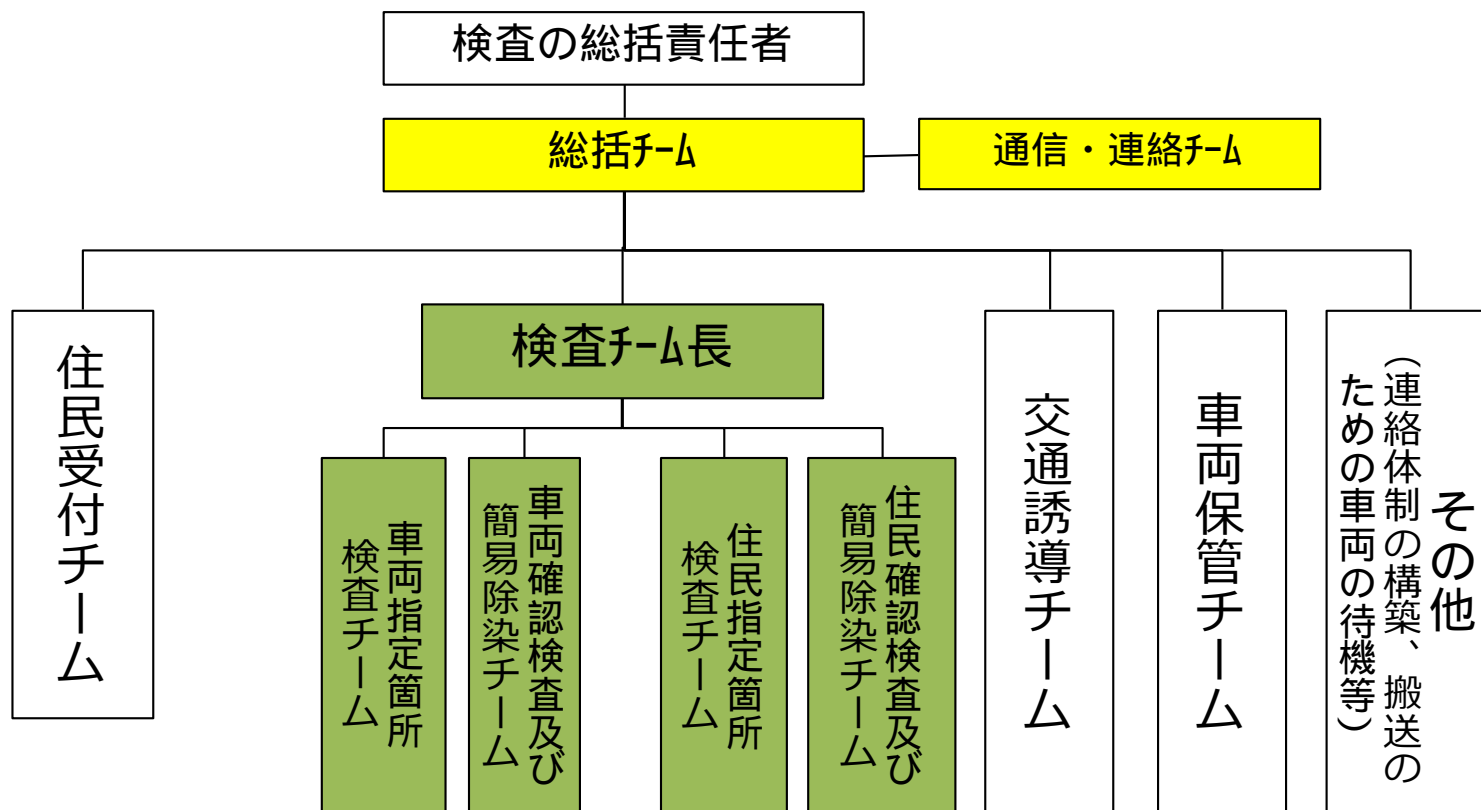 検査の総括責任者
総括ﾁｰﾑ
通信・連絡ﾁｰﾑ
住民受付チーム
検査ﾁｰﾑ長
車両指定箇所
検査チーム
車両確認検査及び
簡易除染チーム
住民指定箇所
検査チーム
住民確認検査及び
簡易除染チーム
交通誘導チーム
車両保管チーム
その他
(連絡体制の構築、搬送の
ための車両の待機等)